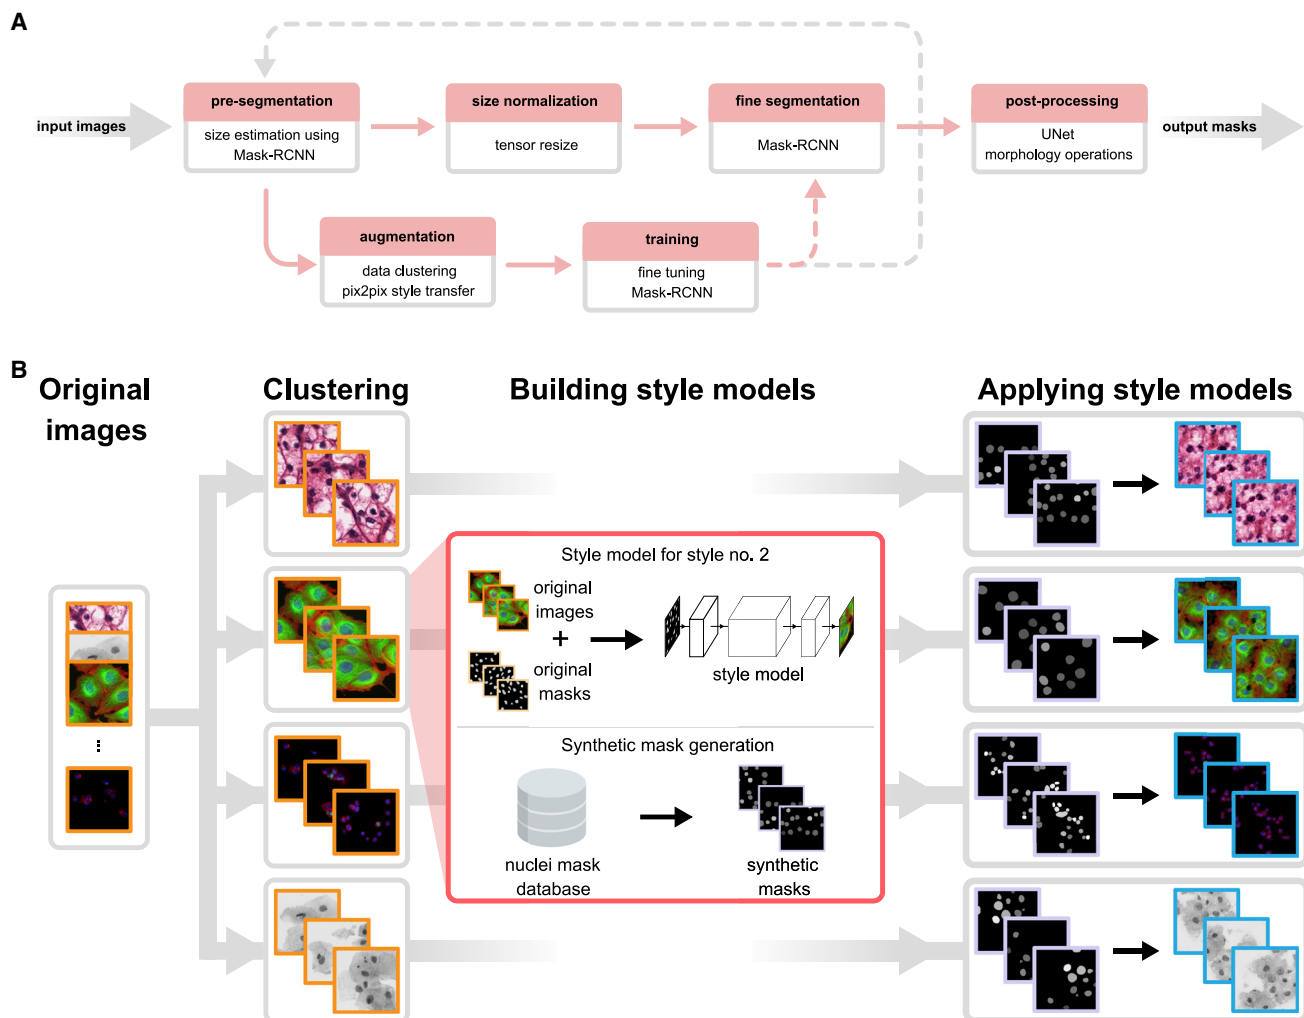 A
input images
pre-segmentation
size estimation using
Mask-RCNN
size normalization
tensor resize
fine segmentation
Mask-RCNN
post-processing
UNet
morphology operations
output masks
augmentation
data clustering
pix2pix style transfer
training
fine tuning
Mask-RCNN
B
Original
images
Clustering
Building style models
Applying style models
Style model for style no. 2
original
images
+
original
masks
style model
Synthetic mask generation
nuclei mask
database
synthetic
masks